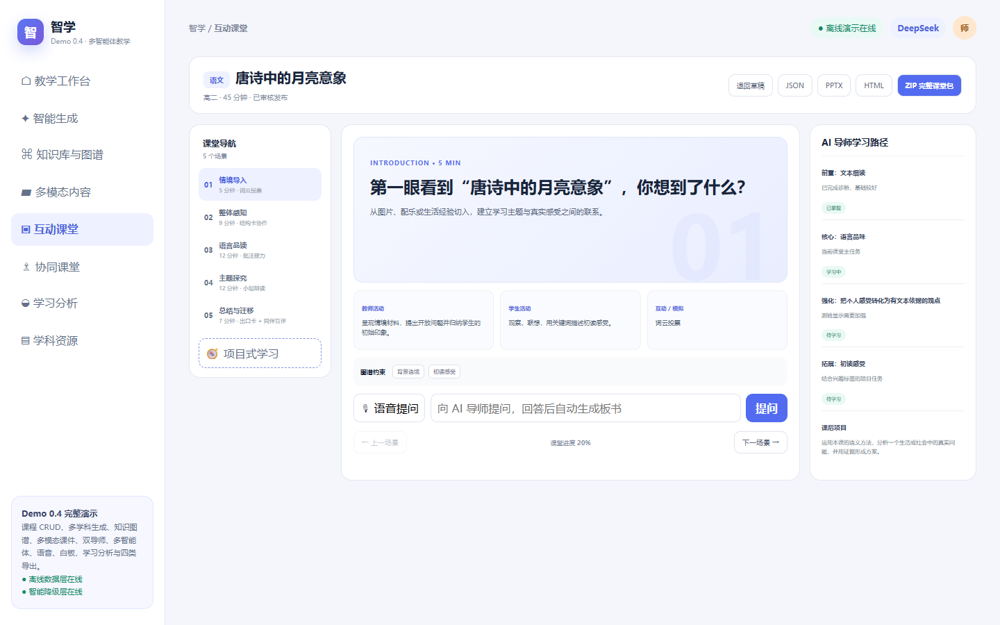 智
智学
Demo 0.4 · 多智能体教学
教学工作台
智能生成
知识库与图谱
多模态内容
互动课堂
协同课堂
学习分析
学科资源
Demo 0.4 完整演示
课程 CRUD、多学科生成、知识图
谱、多模态课件、双导师、多智能
体、语音、白板、学习分析与四类
导出。
● 离线数据层在线
● 智能降级层在线
智学 / 互动课堂
● 离线演示在线
DeepSeek
师
语文
唐诗中的月亮意象
高二 · 45 分钟 · 已审核发布
退回草稿
JSON
PPTX
HTML
ZIP 完整课堂包
课堂导航
5 个场景
01
情境导入
5 分钟 · 词云投票
02
整体感知
9 分钟 · 结构卡协作
03
语言品读
12 分钟 · 批注接力
04
主题探究
12 分钟 · 小组辩读
05
总结与迁移
7 分钟 · 出口卡 + 同伴互评
项目式学习
INTRODUCTION • 5 MIN
第一眼看到“唐诗中的月亮意象”，你想到了什么？
从图片、配乐或生活经验切入，建立学习主题与真实感受之间的联系。
01
教师活动
呈现情境材料，提出开放问题并归纳学生的
初始印象。
学生活动
观察、联想，用关键词描述初读感受。
互动 / 模拟
词云投票
图谱约束
背景语境
初读感受
语音提问
向 AI 导师提问，回答后自动生成板书
提问
← 上一场景
课堂进度 20%
下一场景 →
AI 导师学习路径
前置：文本细读
已完成诊断，基础较好
已掌握
核心：语言品味
当前课堂主任务
学习中
强化：把个人感受转化为有文本依据的观点
测验显示需要加强
待学习
拓展：初读感受
结合兴趣标签的项目任务
待学习
课后项目
运用本课的语文方法，分析一个生活或社会中的真实问
题，并用证据形成方案。